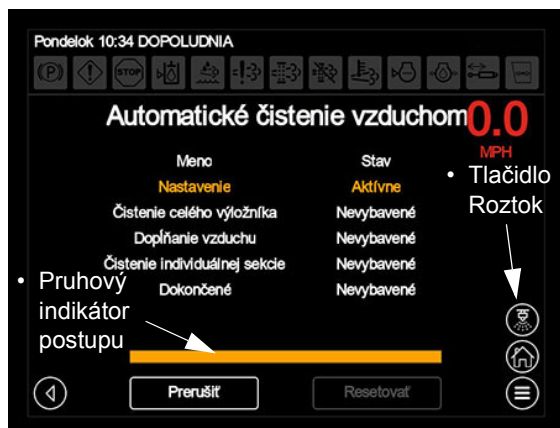 Pondelok 10:34 DOPOLUDNIA
(P) STOP
Automatické čistenie vzduchom 0.0
MPH
Meno Stav
Nastavenie Aktívne
Čistenie celého výložníka Nevybavené
Dopĺňanie vzduchu Nevybavené
Čistenie individuálnej sekcie Nevybavené
Dokončené Nevybavené
• Tlačidlo
Roztok
• Pruhový
indikátor
postupu
Prerušiť Resetovať